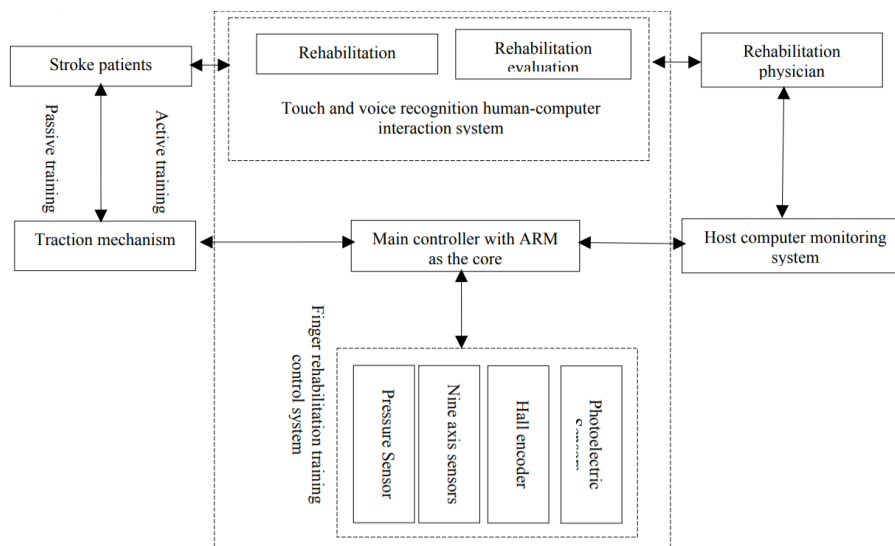 Stroke patients
Rehabilitation
Rehabilitation
evaluation
Rehabilitation
physician
Touch and voice recognition human-computer
interaction system
Passive training
Active training
Traction mechanism
Main controller with ARM
as the core
Host computer monitoring
system
Finger rehabilitation training
control system
Pressure Sensor
Nine axis sensors
Hall encoder
Photoelectric
Sensors